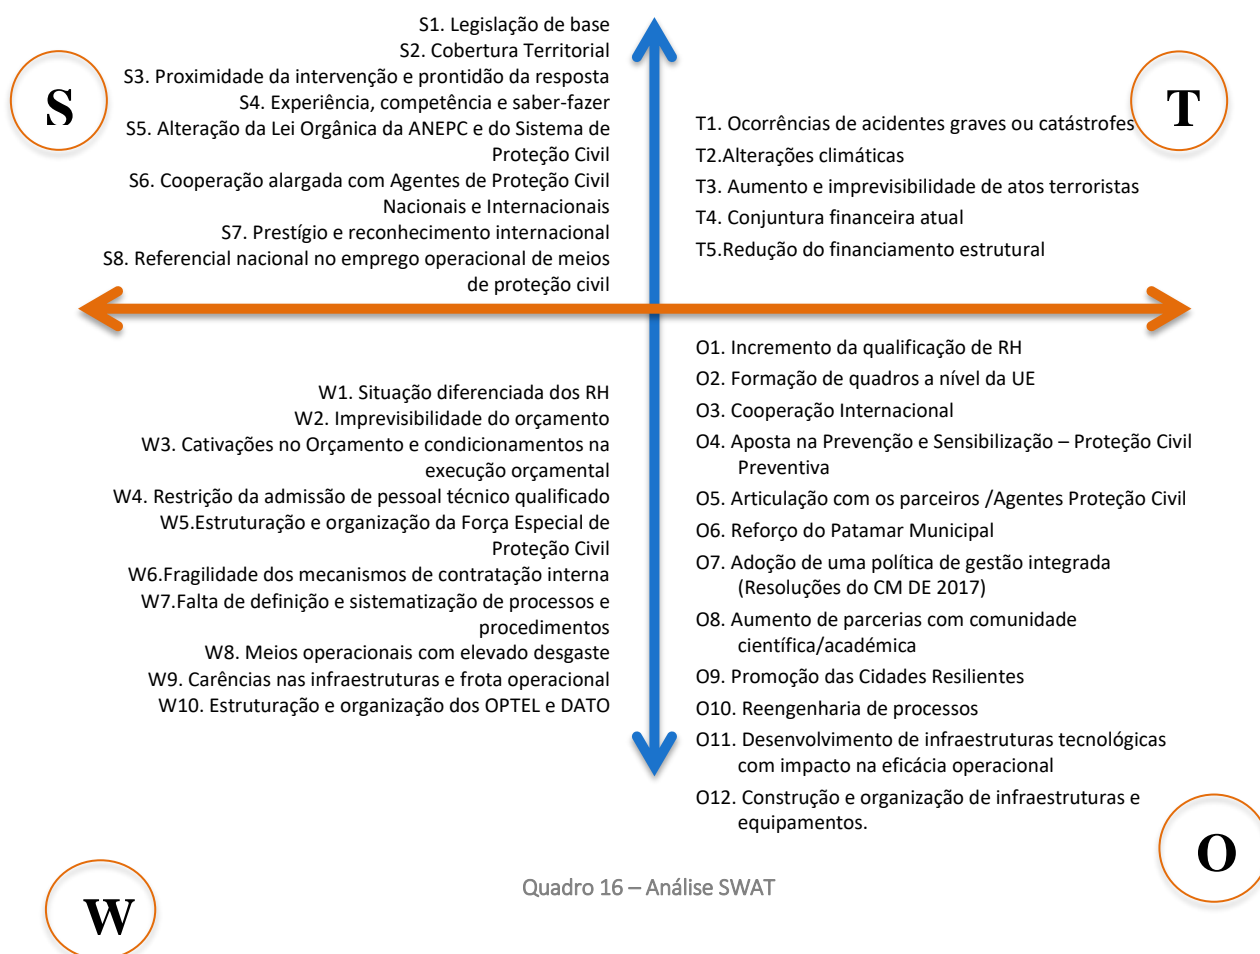 S
S1. Legislação de base
S2. Cobertura Territorial
S3. Proximidade da intervenção e prontidão da resposta
S4. Experiência, competência e saber-fazer
S5. Alteração da Lei Orgânica da ANEPC e do Sistema de
Proteção Civil
S6. Cooperação alargada com Agentes de Proteção Civil
Nacionais e Internacionais
S7. Prestígio e reconhecimento internacional
S8. Referencial nacional no emprego operacional de meios
de proteção civil
T
T1. Ocorrências de acidentes graves ou catástrofes
T2.Alterações climáticas
T3. Aumento e imprevisibilidade de atos terroristas
T4. Conjuntura financeira atual
T5.Redução do financiamento estrutural
W1. Situação diferenciada dos RH
W2. Imprevisibilidade do orçamento
W3. Cativações no Orçamento e condicionamentos na
execução orçamental
W4. Restrição da admissão de pessoal técnico qualificado
W5.Estruturação e organização da Força Especial de
Proteção Civil
W6.Fragilidade dos mecanismos de contratação interna
W7.Falta de definição e sistematização de processos e
procedimentos
W8. Meios operacionais com elevado desgaste
W9. Carências nas infraestruturas e frota operacional
W10. Estruturação e organização dos OPTEL e DATO
W
O1. Incremento da qualificação de RH
O2. Formação de quadros a nível da UE
O3. Cooperação Internacional
O4. Aposta na Prevenção e Sensibilização – Proteção Civil
Preventiva
O5. Articulação com os parceiros /Agentes Proteção Civil
O6. Reforço do Patamar Municipal
O7. Adoção de uma política de gestão integrada
(Resoluções do CM DE 2017)
O8. Aumento de parcerias com comunidade
científica/académica
O9. Promoção das Cidades Resilientes
O10. Reengenharia de processos
O11. Desenvolvimento de infraestruturas tecnológicas
com impacto na eficácia operacional
O12. Construção e organização de infraestruturas e
equipamentos.
O
Quadro 16 – Análise SWAT